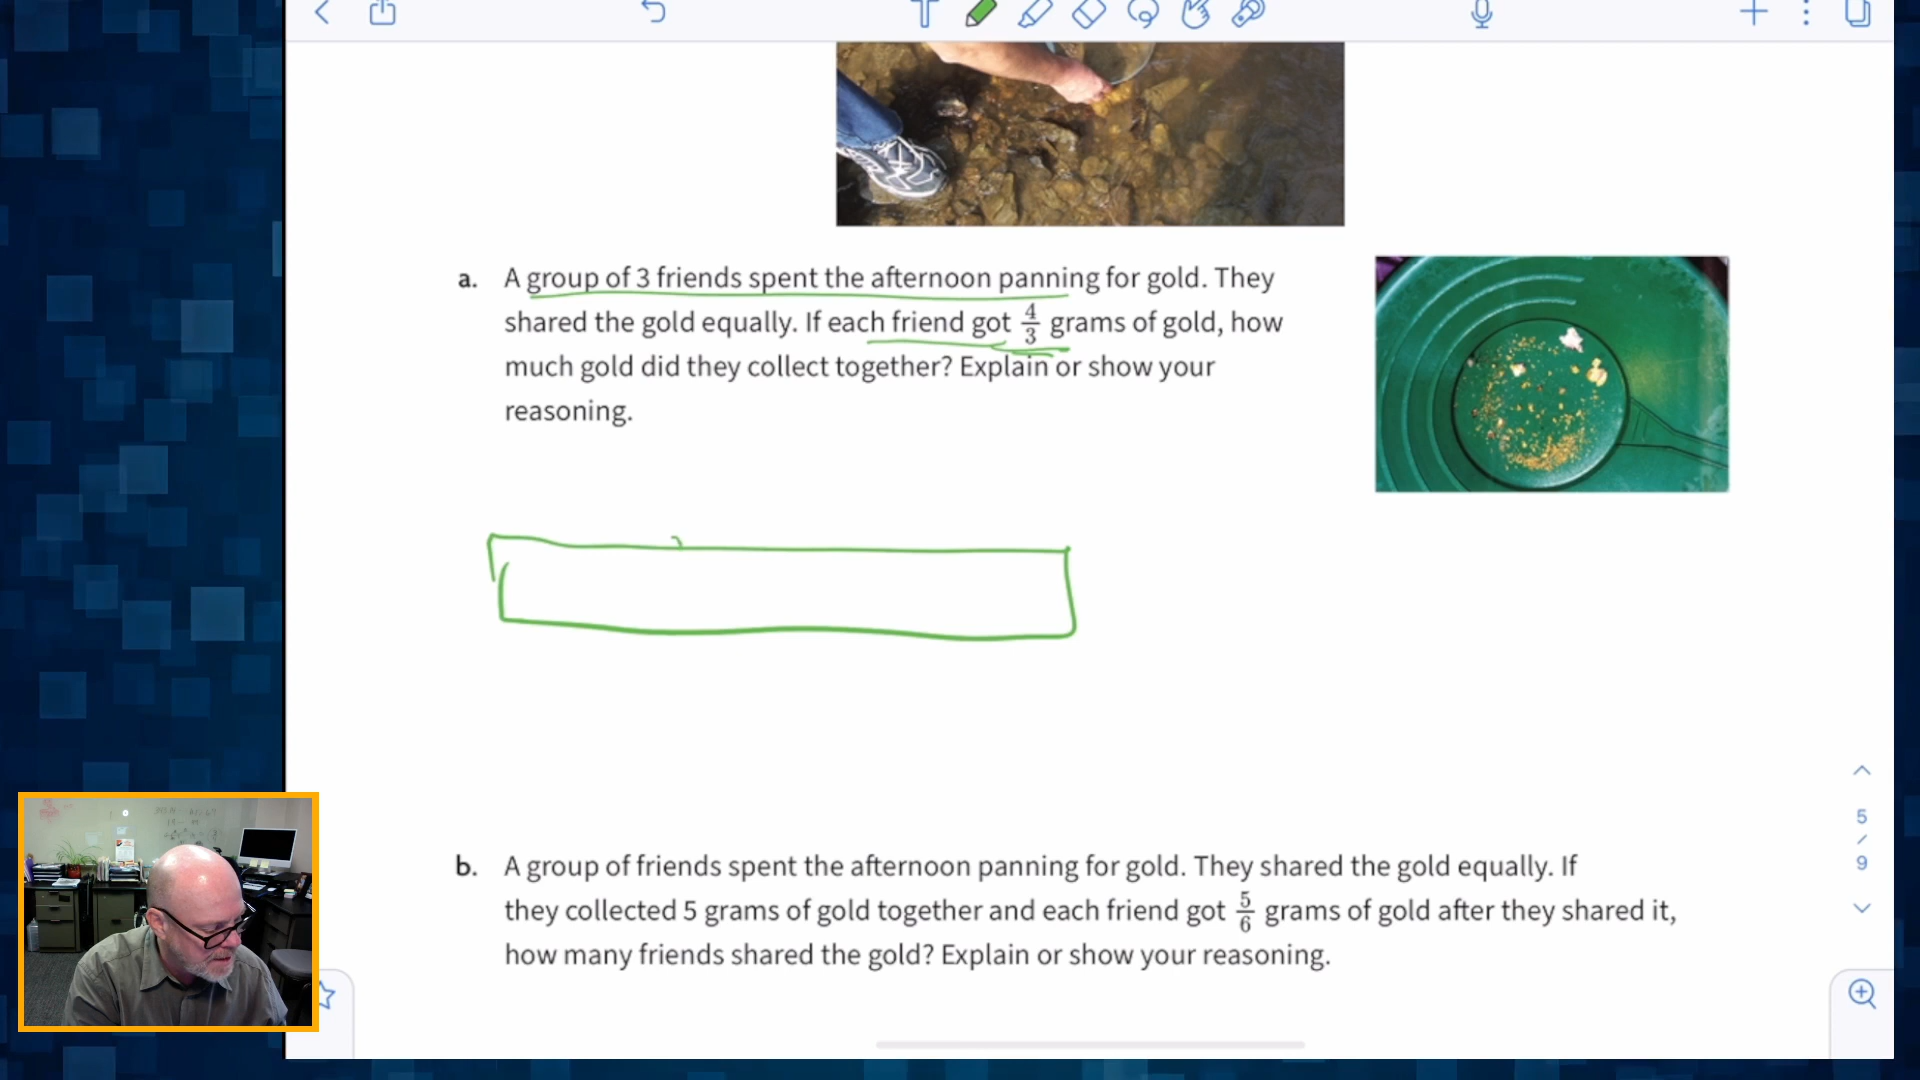 a. A group of 3 friends spent the afternoon panning for gold. They
shared the gold equally. If each friend got 4/3 grams of gold, how
much gold did they collect together? Explain or show your
reasoning.
b. A group of friends spent the afternoon panning for gold. They shared the gold equally. If
they collected 5 grams of gold together and each friend got 5/6 grams of gold after they shared it,
how many friends shared the gold? Explain or show your reasoning.
5
/
9